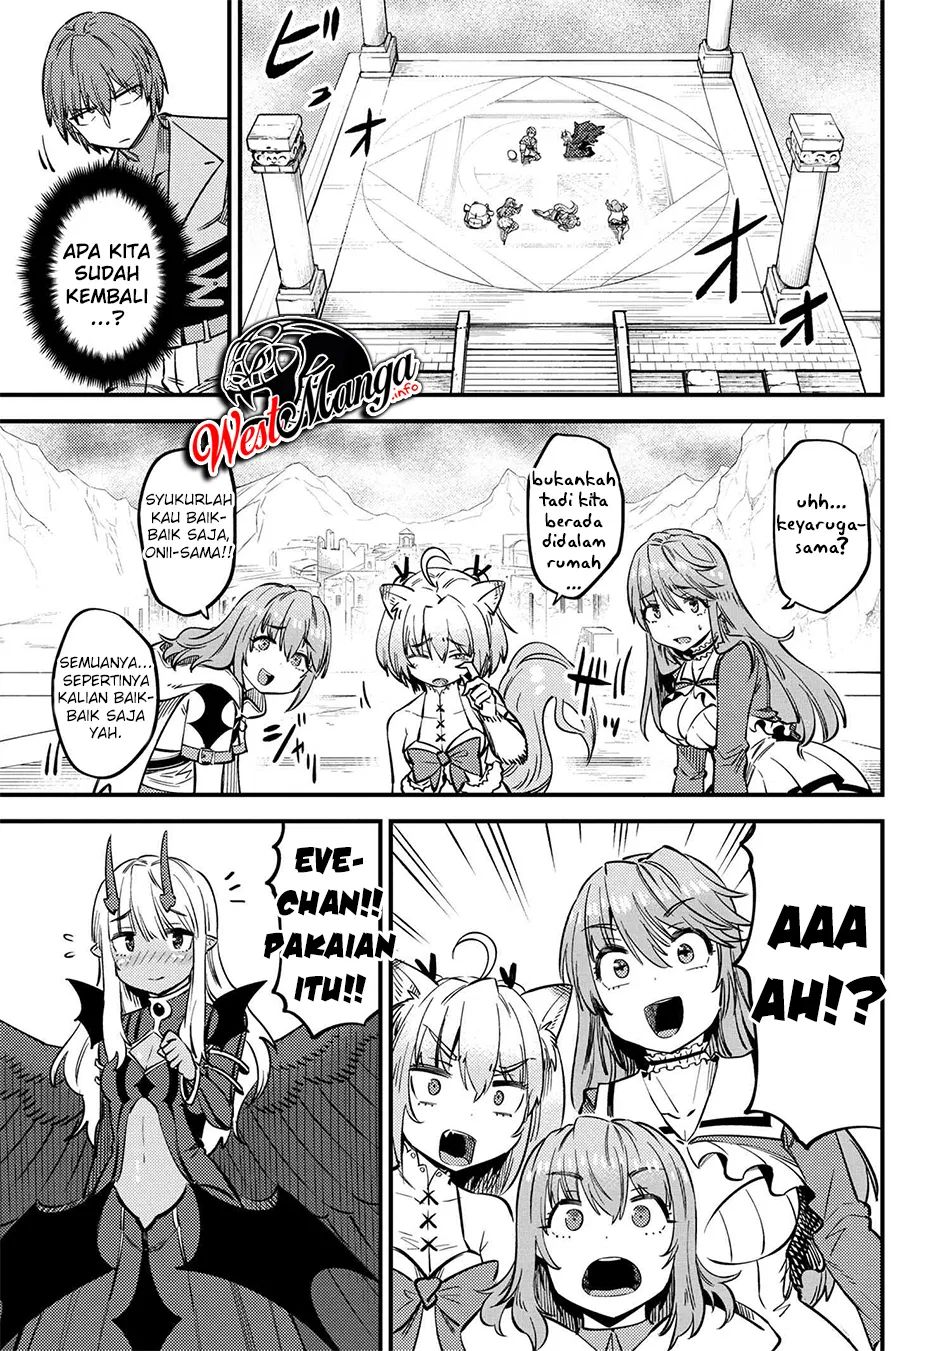 ビュ
オ
オ
ッ
APA KITA
SUDAH
KEMBALI
...?
WestManga
.info
uhh...
keyaruga-
sama?
bukankah
tadi kita
berada
didalam
rumah
...
SYUKURLAH
KAU BAIK-
BAIK SAJA,
ONII-SAMA!!
SEMUANYA...
SEPERTINYA
KALIAN BAIK-
BAIK SAJA
YAH.
AAA
AH!?
EVE-
CHAN!!
PAKAIAN
ITU!!